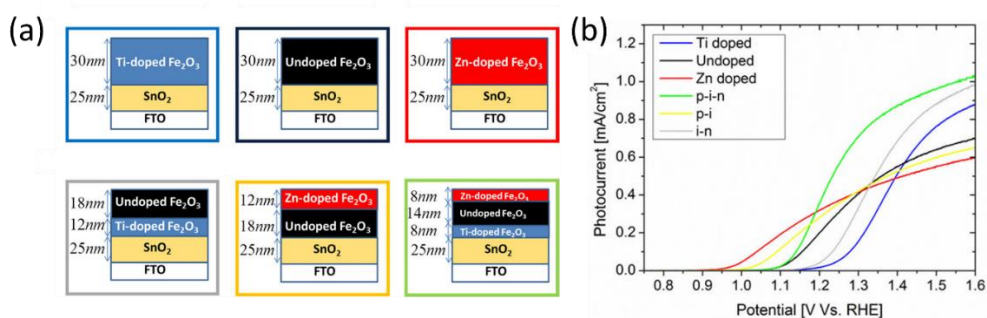 (a)
30nm
Ti-doped Fe₂O₃
25nm
SnO₂
FTO
30nm
Undoped Fe₂O₃
25nm
SnO₂
FTO
30nm
Zn-doped Fe₂O₃
25nm
SnO₂
FTO
18nm
Undoped Fe₂O₃
12nm
Ti-doped Fe₂O₃
25nm
SnO₂
FTO
12nm
Zn-doped Fe₂O₃
18nm
Undoped Fe₂O₃
25nm
SnO₂
FTO
8nm
Zn-doped Fe₂O₃
14nm
Undoped Fe₂O₃
8nm
Ti-doped Fe₂O₃
25nm
SnO₂
FTO
(b)
Photocurrent [mA/cm²]
1.2
1.0
0.8
0.6
0.4
0.2
0.0
Ti doped
Undoped
Zn doped
p-i-n
p-i
i-n
0.8 0.9 1.0 1.1 1.2 1.3 1.4 1.5 1.6
Potential [V Vs. RHE]